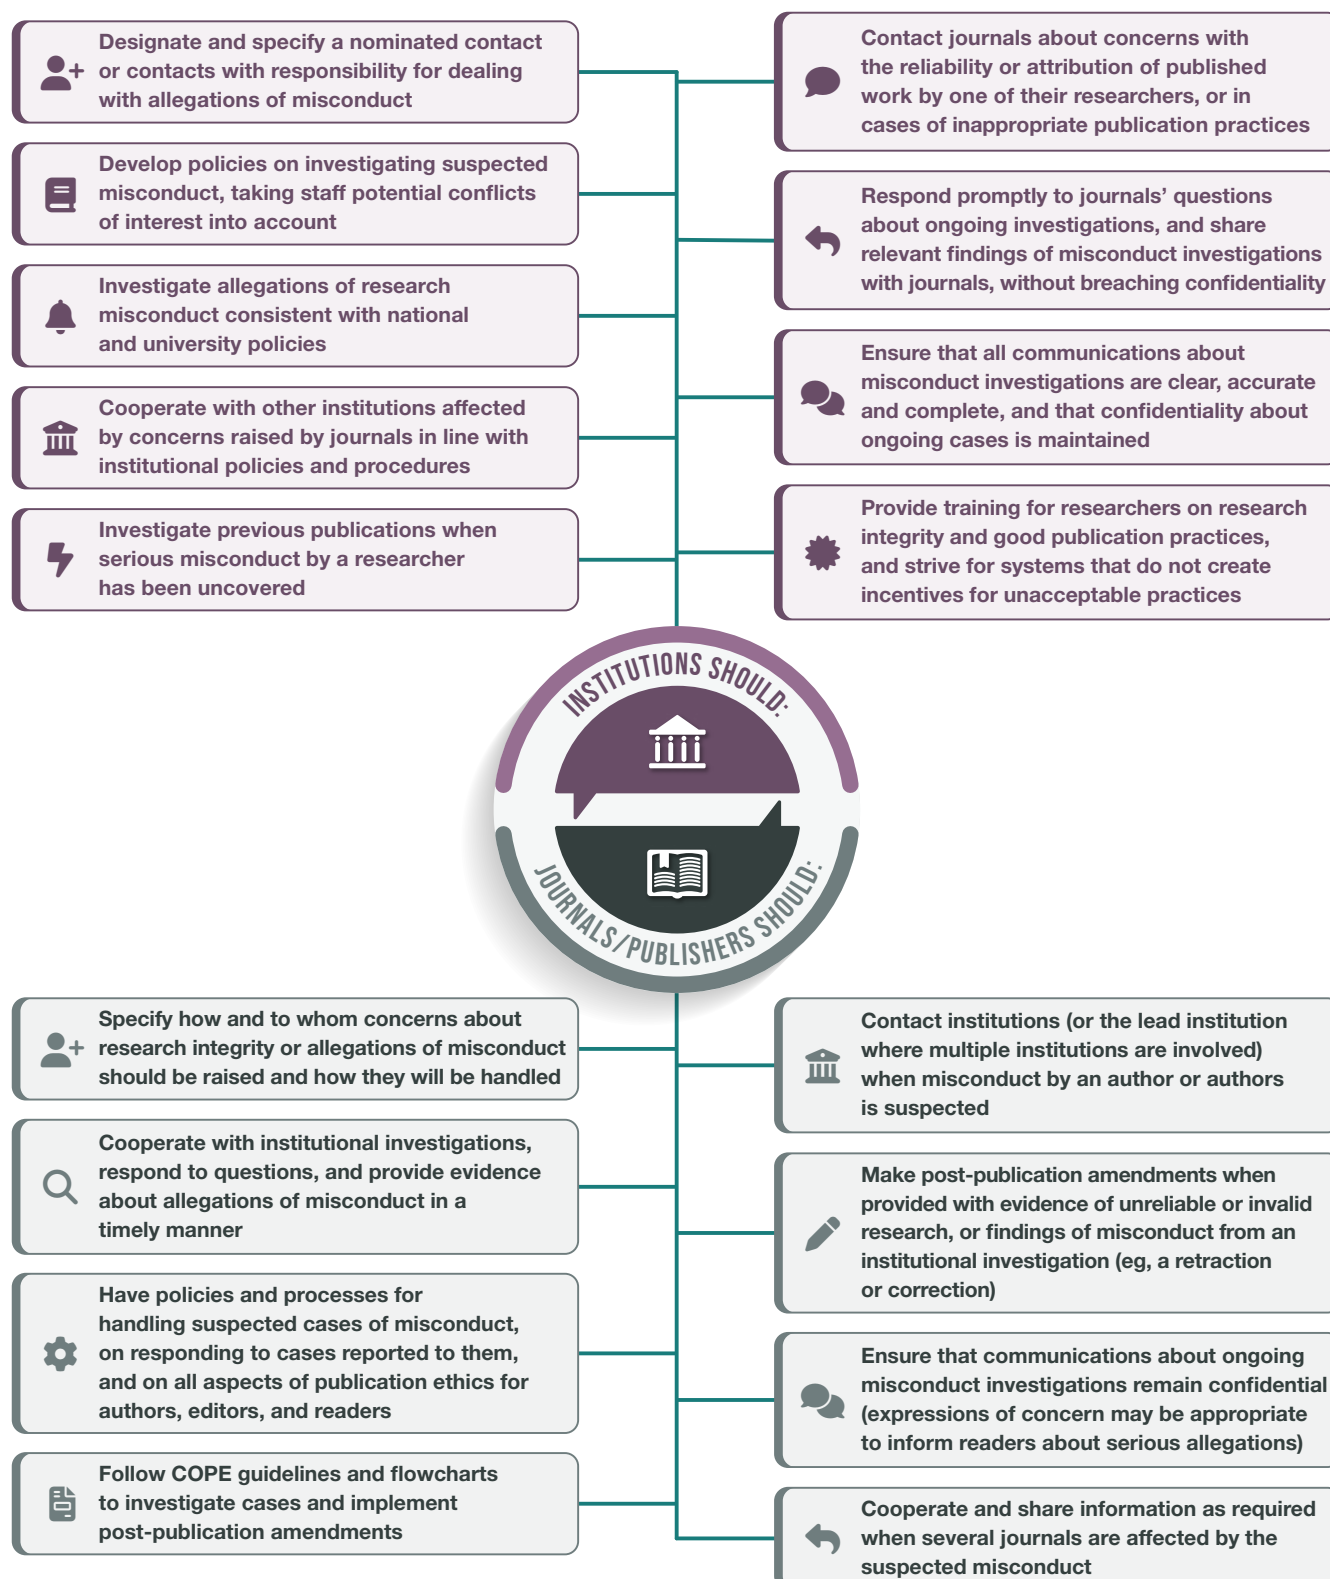 Designate and specify a nominated contact
or contacts with responsibility for dealing
with allegations of misconduct
Develop policies on investigating suspected
misconduct, taking staff potential conflicts
of interest into account
Investigate allegations of research
misconduct consistent with national
and university policies
Cooperate with other institutions affected
by concerns raised by journals in line with
institutional policies and procedures
Investigate previous publications when
serious misconduct by a researcher
has been uncovered
Contact journals about concerns with
the reliability or attribution of published
work by one of their researchers, or in
cases of inappropriate publication practices
Respond promptly to journals’ questions
about ongoing investigations, and share
relevant findings of misconduct investigations
with journals, without breaching confidentiality
Ensure that all communications about
misconduct investigations are clear, accurate
and complete, and that confidentiality about
ongoing cases is maintained
Provide training for researchers on research
integrity and good publication practices,
and strive for systems that do not create
incentives for unacceptable practices
INSTITUTIONS SHOULD:
JOURNALS/PUBLISHERS SHOULD:
Specify how and to whom concerns about
research integrity or allegations of misconduct
should be raised and how they will be handled
Cooperate with institutional investigations,
respond to questions, and provide evidence
about allegations of misconduct in a
timely manner
Have policies and processes for
handling suspected cases of misconduct,
on responding to cases reported to them,
and on all aspects of publication ethics for
authors, editors, and readers
Follow COPE guidelines and flowcharts
to investigate cases and implement
post-publication amendments
Contact institutions (or the lead institution
where multiple institutions are involved)
when misconduct by an author or authors
is suspected
Make post-publication amendments when
provided with evidence of unreliable or invalid
research, or findings of misconduct from an
institutional investigation (eg, a retraction
or correction)
Ensure that communications about ongoing
misconduct investigations remain confidential
(expressions of concern may be appropriate
to inform readers about serious allegations)
Cooperate and share information as required
when several journals are affected by the
suspected misconduct